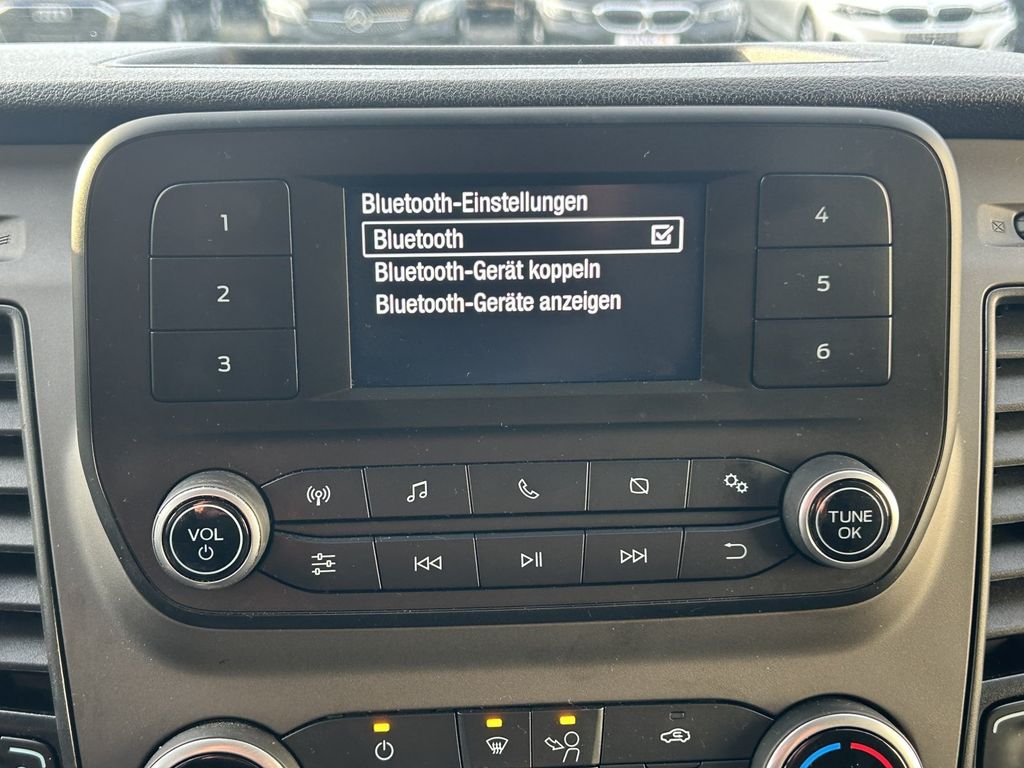 Bluetooth-Einstellungen
Bluetooth
Bluetooth-Gerät koppeln
Bluetooth-Geräte anzeigen
1
2
3
4
5
6
VOL
TUNE
OK